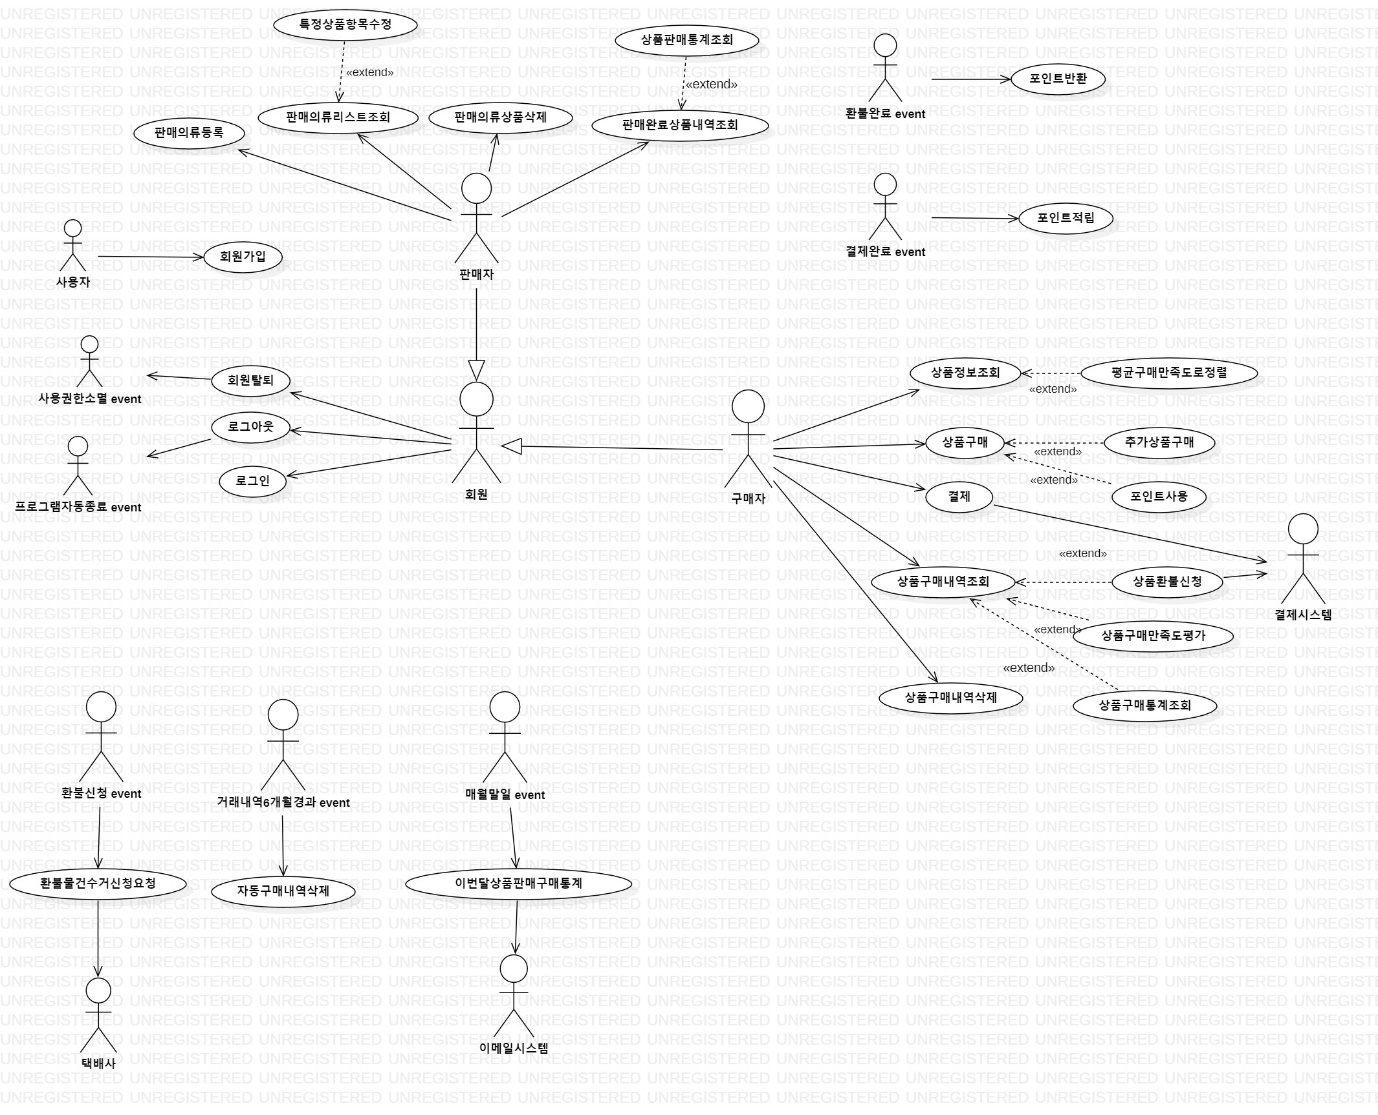 특정상품항목수정
상품판매통계조회
«extend»
«extend»
판매의류등록
판매의류리스트조회
판매의류상품삭제
판매완료상품내역조회
환불완료 event
포인트반환
사용자
회원가입
판매자
결제완료 event
포인트적립
사용권한소멸 event
회원탈퇴
로그아웃
로그인
프로그램자동종료 event
회원
구매자
상품정보조회
«extend»
평균구매만족도로정렬
상품구매
«extend»
추가상품구매
«extend»
포인트사용
결제
«extend»
상품구매내역조회
상품환불신청
결제시스템
«extend»
상품구매만족도평가
«extend»
상품구매내역삭제
상품구매통계조회
환불신청 event
거래내역6개월경과 event
매월말일 event
환불물건수거신청요청
자동구매내역삭제
이번달상품판매구매통계
택배사
이메일시스템
UNREGISTERED